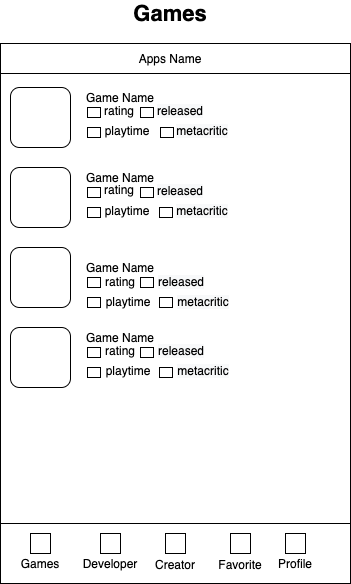 Games
Apps Name
Game Name
rating released
playtime metacritic
Game Name
rating released
playtime metacritic
Game Name
rating released
playtime metacritic
Game Name
rating released
playtime metacritic
Games Developer Creator Favorite Profile